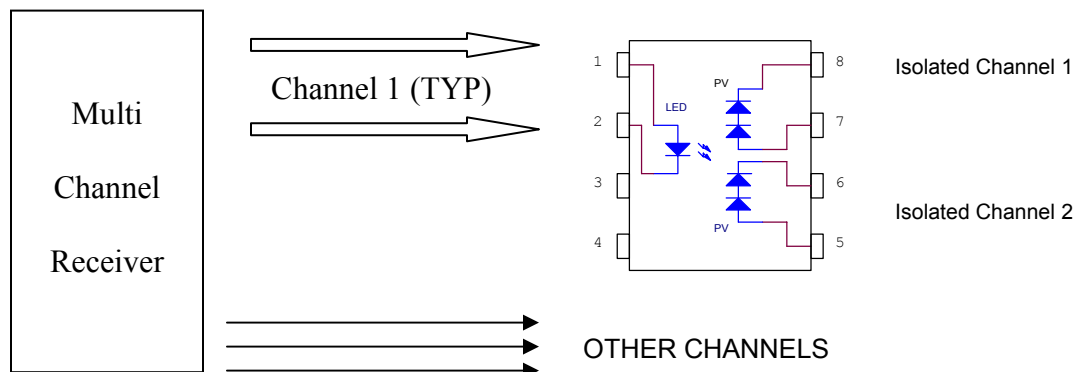 Multi
Channel
Receiver
Channel 1 (TYP)
1
2
3
4
LED
PV
PV
8
7
6
5
Isolated Channel 1
Isolated Channel 2
OTHER CHANNELS